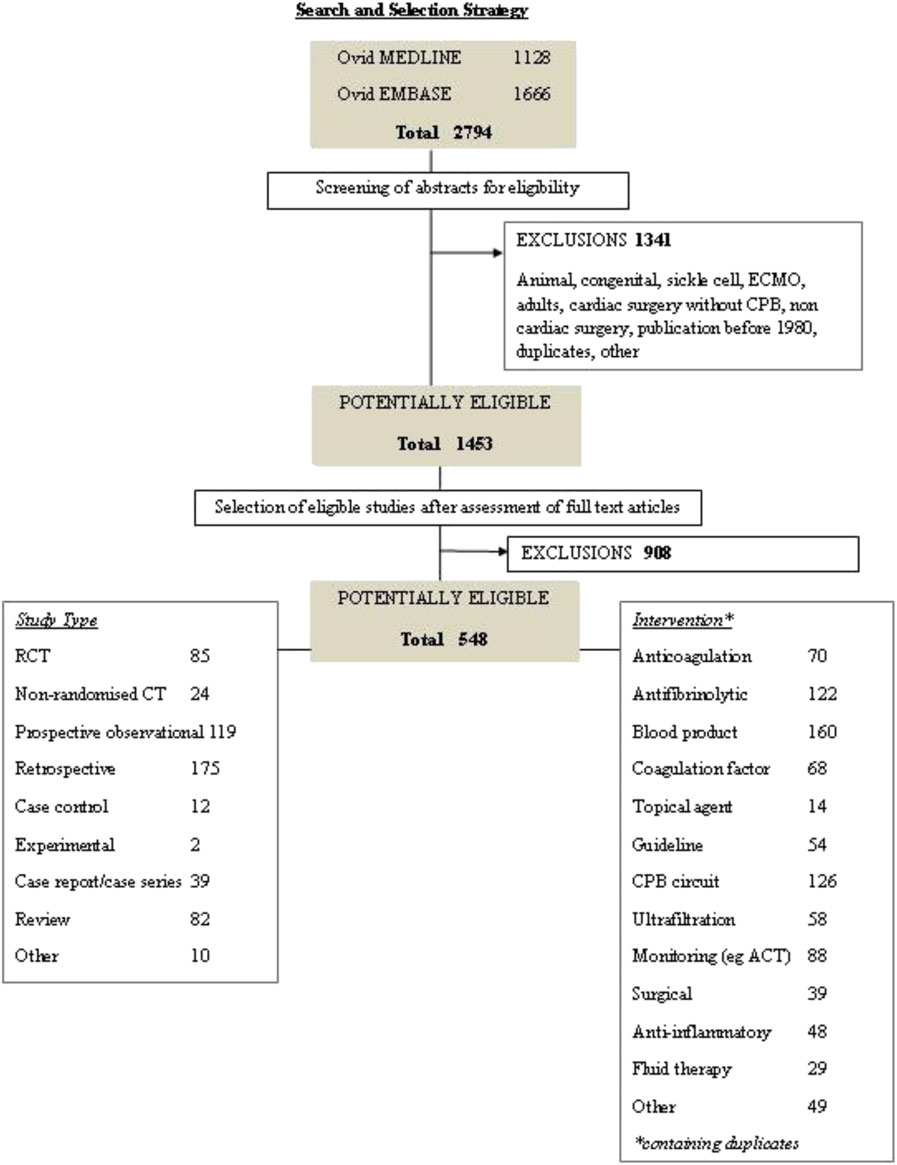 Search and Selection Strategy
Ovid MEDLINE 1128
Ovid EMBASE 1666
Total 2794
Screening of abstracts for eligibility
EXCLUSIONS 1341
Animal, congenital, sickle cell, ECMO,
adults, cardiac surgery without CPB, non
cardiac surgery, publication before 1980,
duplicates, other
POTENTIALLY ELIGIBLE
Total 1453
Selection of eligible studies after assessment of full text articles
EXCLUSIONS 908
POTENTIALLY ELIGIBLE
Total 548
Study Type
RCT 85
Non-randomised CT 24
Prospective observational 119
Retrospective 175
Case control 12
Experimental 2
Case report/case series 39
Review 82
Other 10
Intervention*
Anticoagulation 70
Antifibrinolytic 122
Blood product 160
Coagulation factor 68
Topical agent 14
Guideline 54
CPB circuit 126
Ultrafiltration 58
Monitoring (eg ACT) 88
Surgical 39
Anti-inflammatory 48
Fluid therapy 29
Other 49
*containing duplicates